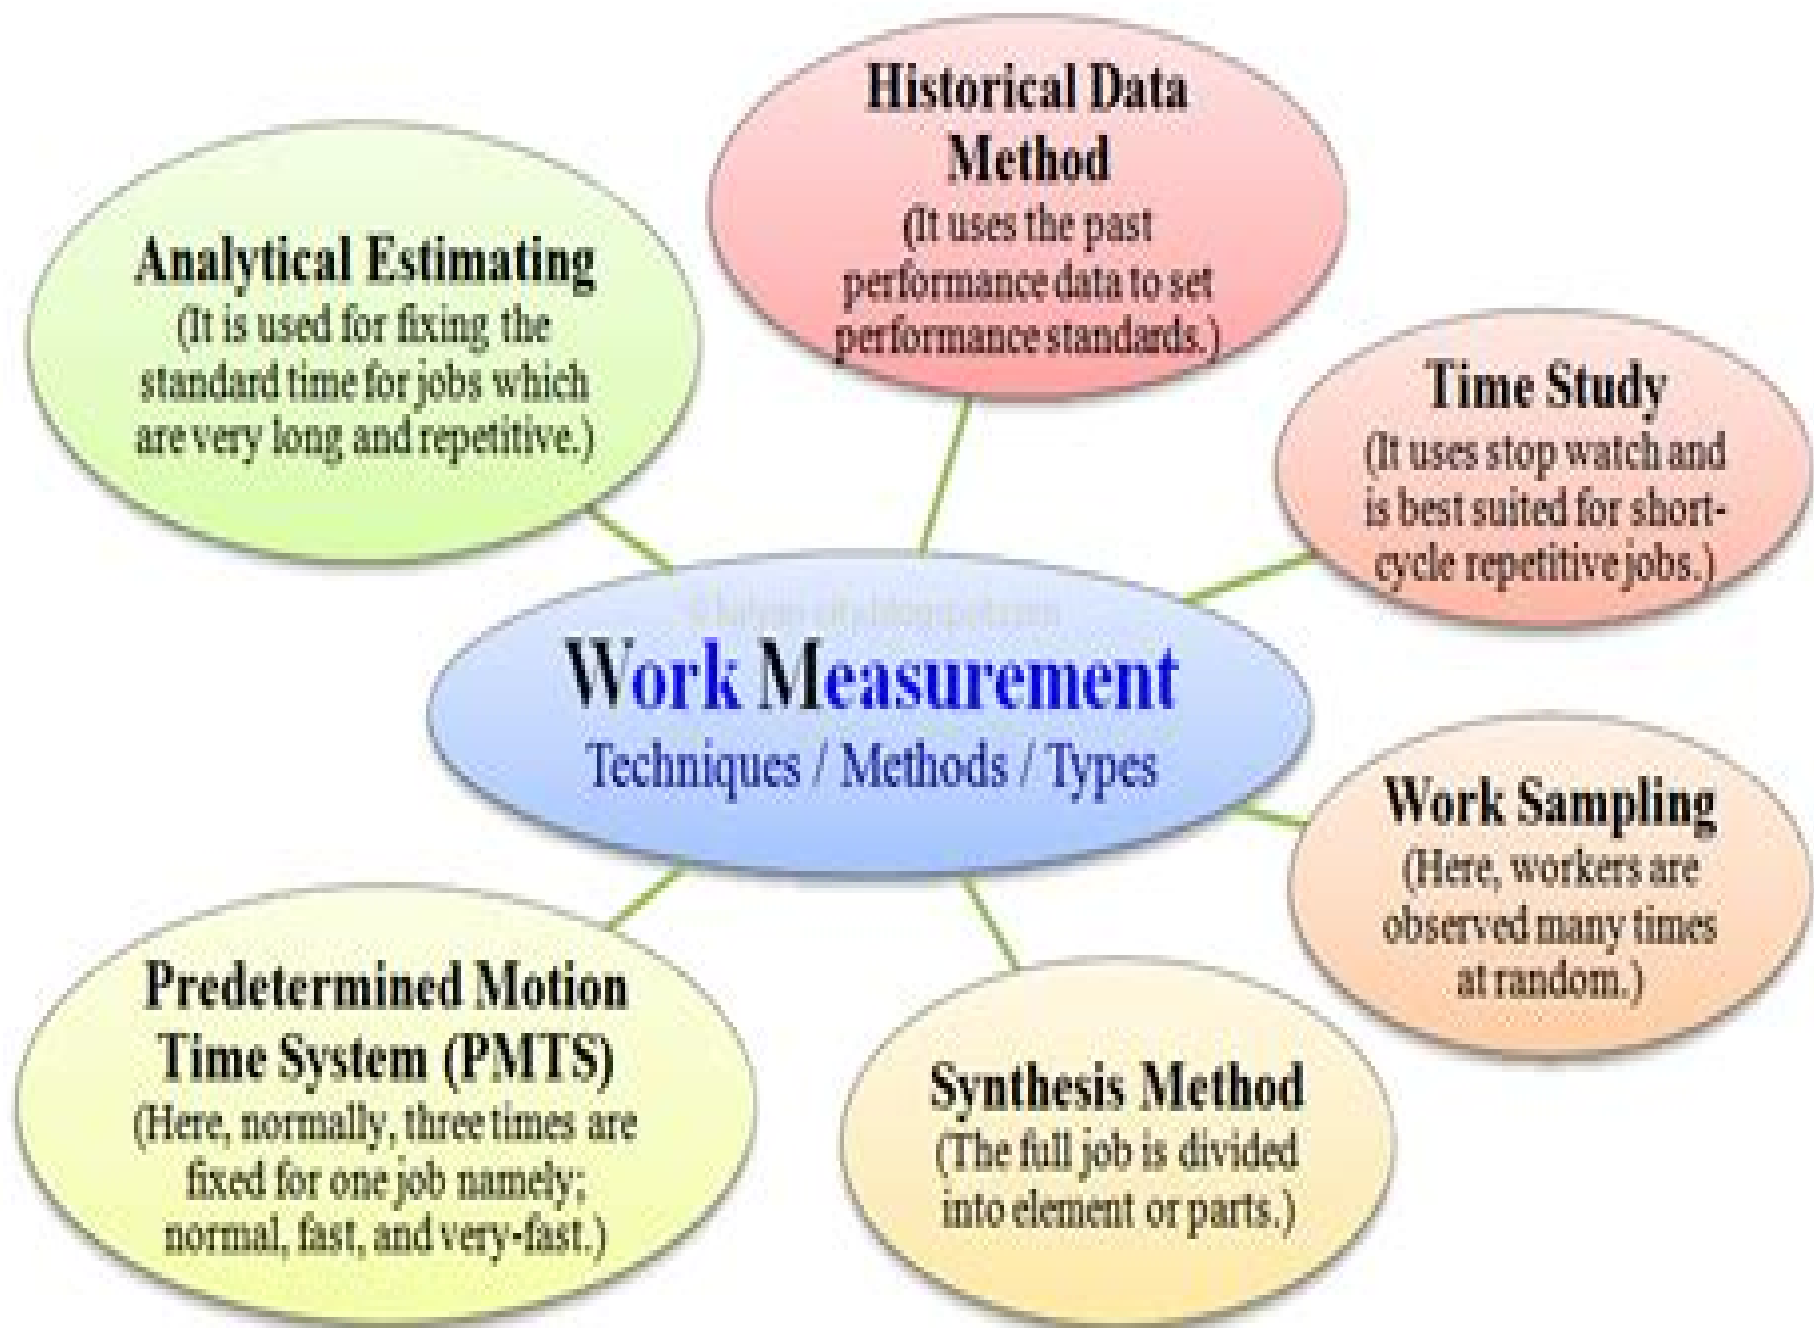 Historical Data
Method
(It uses the past
performance data to set
performance standards.)
Analytical Estimating
(It is used for fixing the
standard time for jobs which
are very long and repetitive.)
Time Study
(It uses stop watch and
is best suited for short-
cycle repetitive jobs.)
Work Measurement
Techniques / Methods / Types
Work Sampling
(Here, workers are
observed many times
at random.)
Predetermined Motion
Time System (PMTS)
(Here, normally, three times are
fixed for one job namely;
normal, fast, and very-fast.)
Synthesis Method
(The full job is divided
into element or parts.)